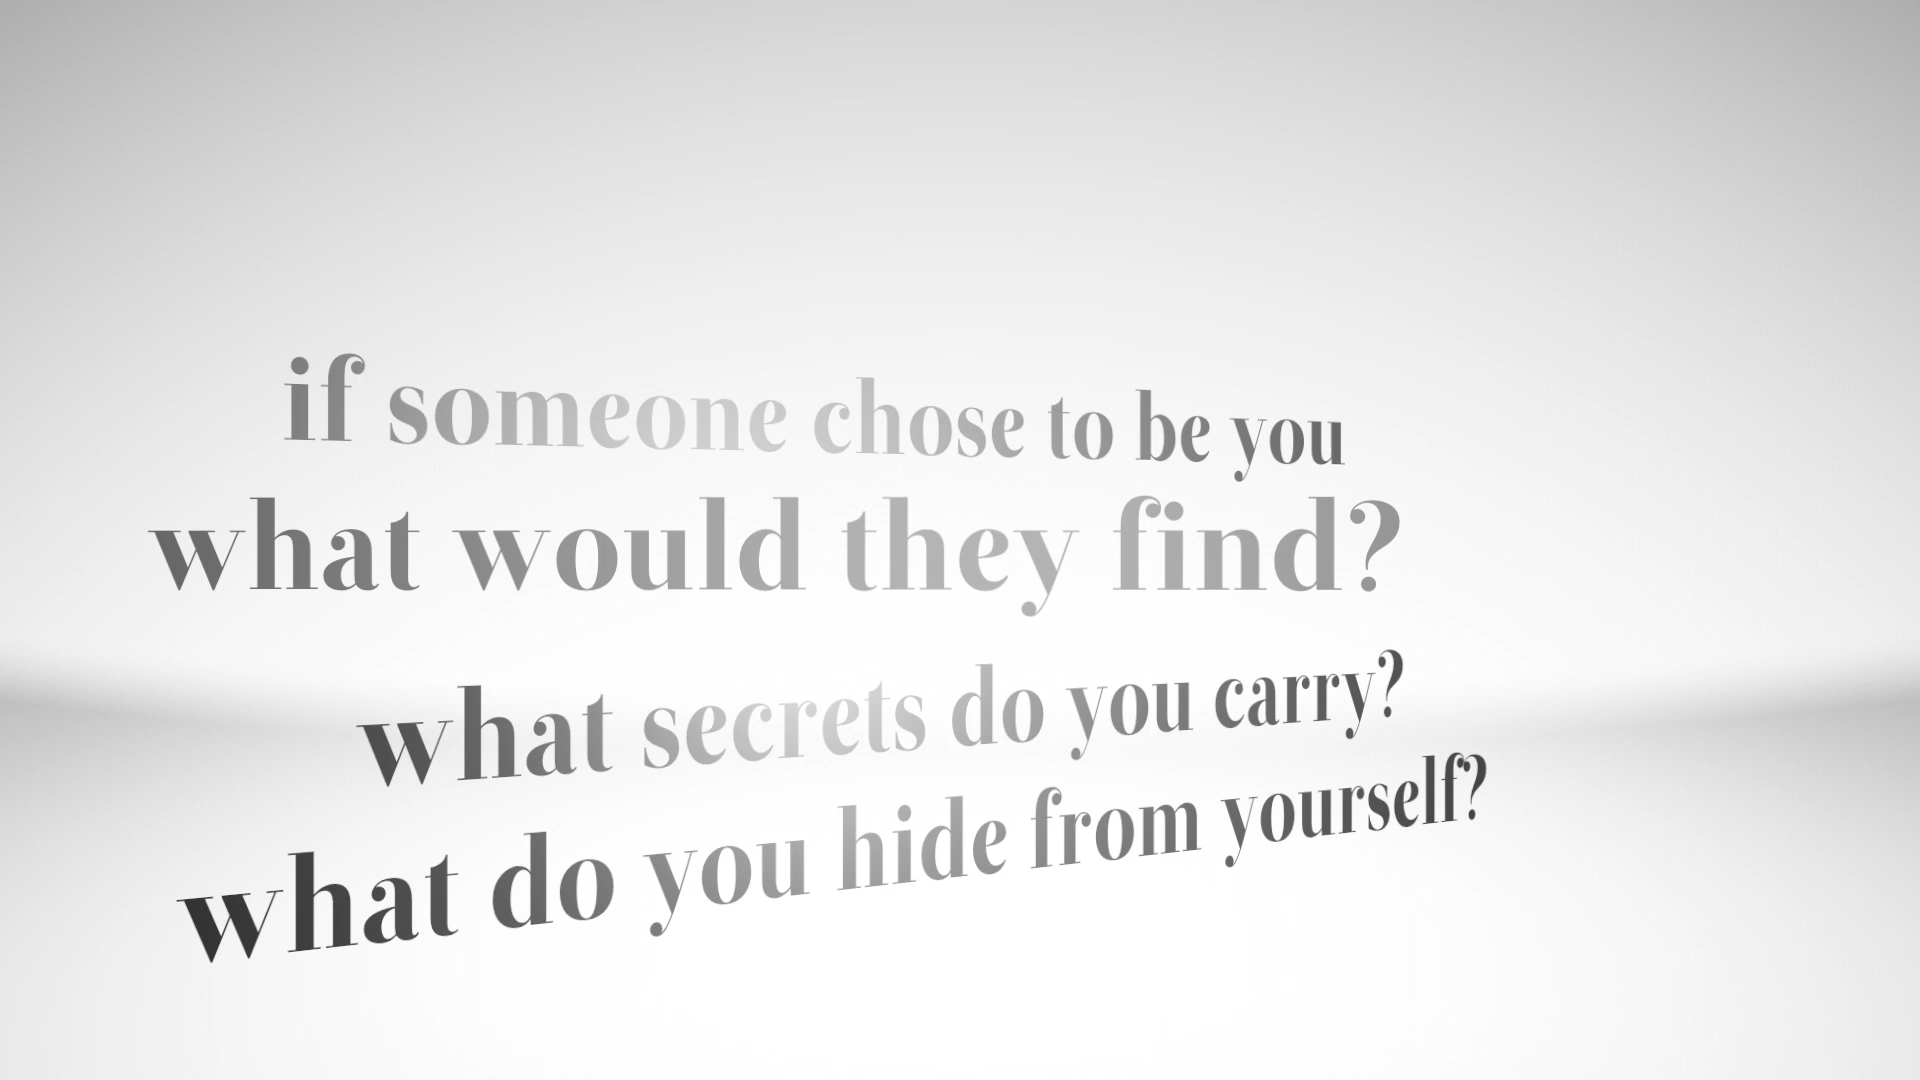 if someone chose to be you
what would they find?
what secrets do you carry?
what do you hide from yourself?